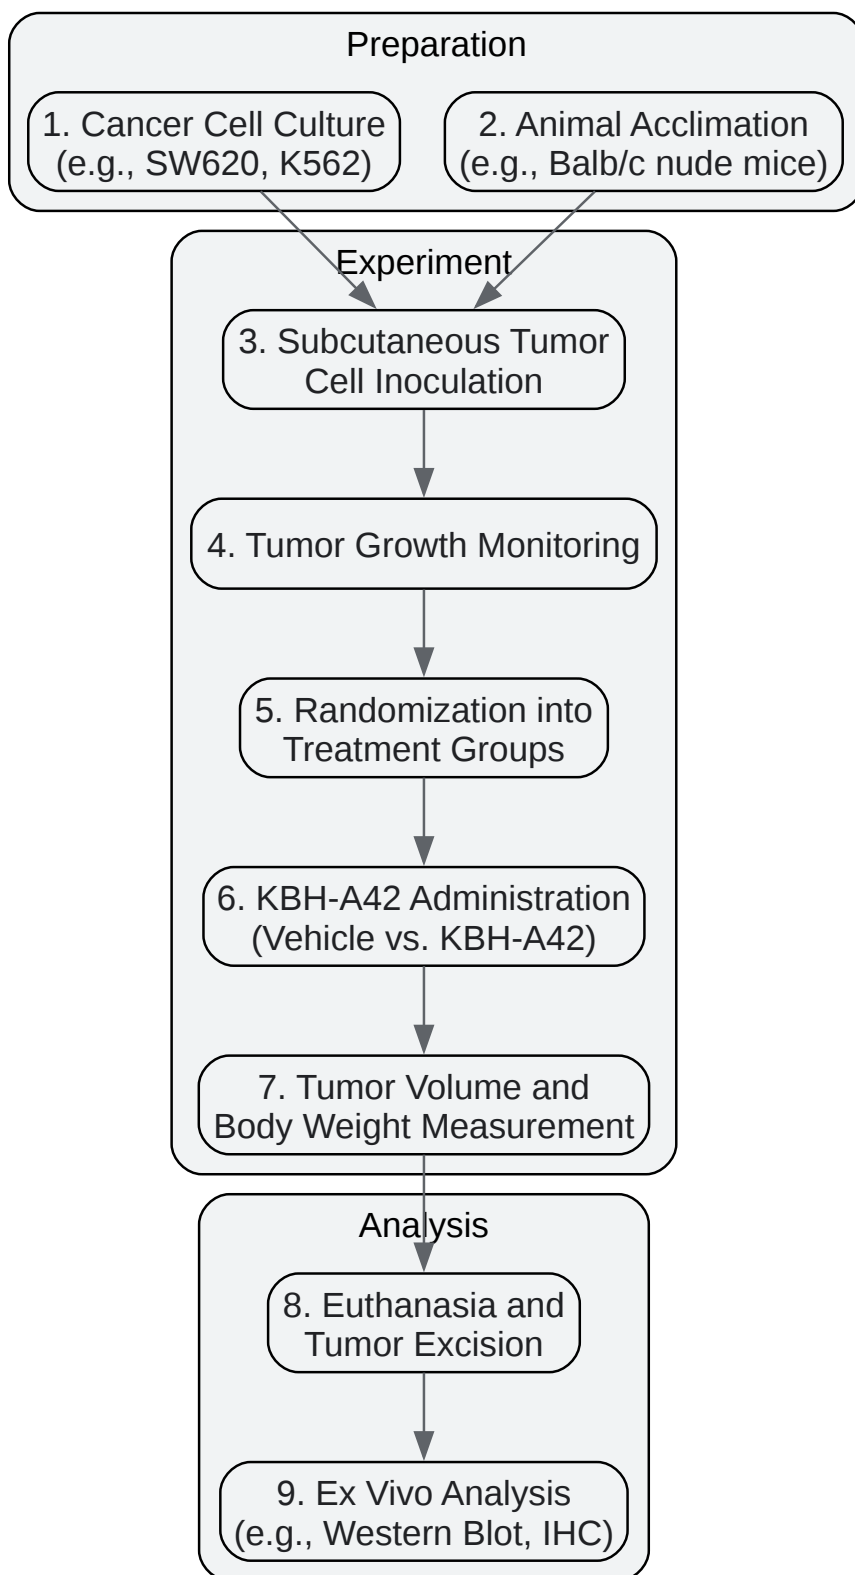 Preparation
1. Cancer Cell Culture
(e.g., SW620, K562)
2. Animal Acclimation
(e.g., Balb/c nude mice)
Experiment
3. Subcutaneous Tumor
Cell Inoculation
4. Tumor Growth Monitoring
5. Randomization into
Treatment Groups
6. KBH-A42 Administration
(Vehicle vs. KBH-A42)
7. Tumor Volume and
Body Weight Measurement
Analysis
8. Euthanasia and
Tumor Excision
9. Ex Vivo Analysis
(e.g., Western Blot, IHC)